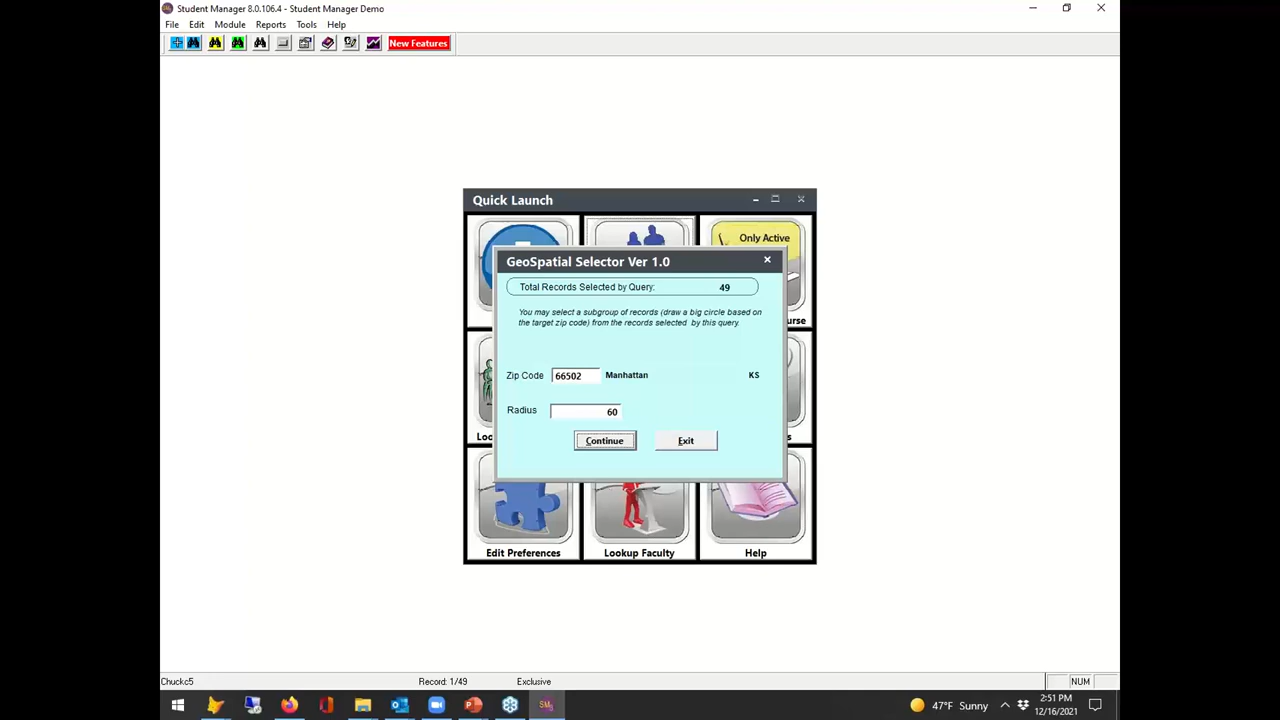 Student Manager 8.0.106.4 - Student Manager Demo
File Edit Module Reports Tools Help
New Features
Quick Launch
Only Active
GeoSpatial Selector Ver 1.0
Total Records Selected by Query: 49
You may select a subgroup of records (draw a big circle based on
the target zip code) from the records selected by this query.
urse
Zip Code 66502 Manhattan KS
Radius 60
Continue Exit
Edit Preferences Lookup Faculty Help
Chuckc5 Record: 1/49 Exclusive NUM
47°F Sunny
2:51 PM
12/16/2021